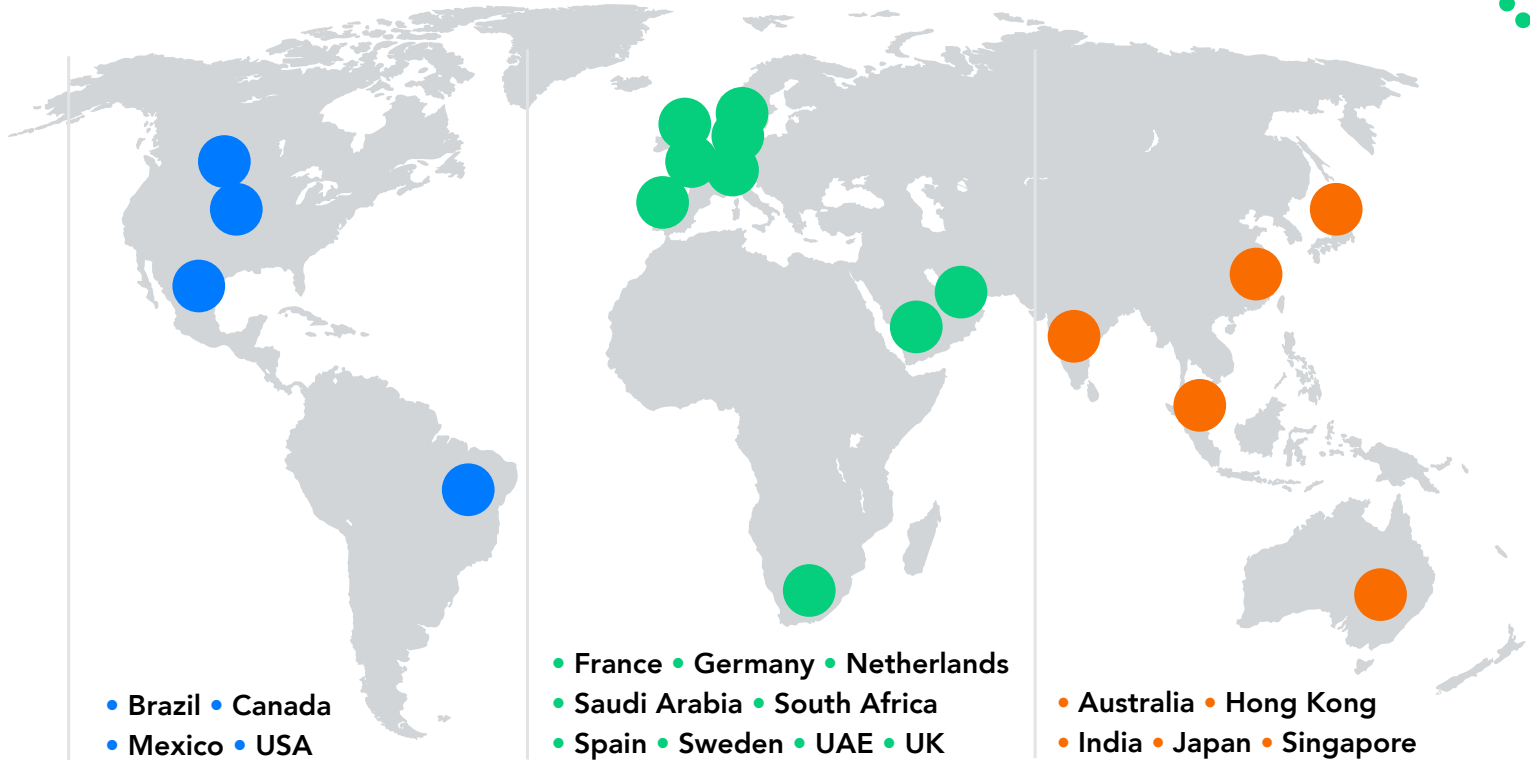 • Brazil • Canada
• Mexico • USA
• France • Germany • Netherlands
• Saudi Arabia • South Africa
• Spain • Sweden • UAE • UK
• Australia • Hong Kong
• India • Japan • Singapore